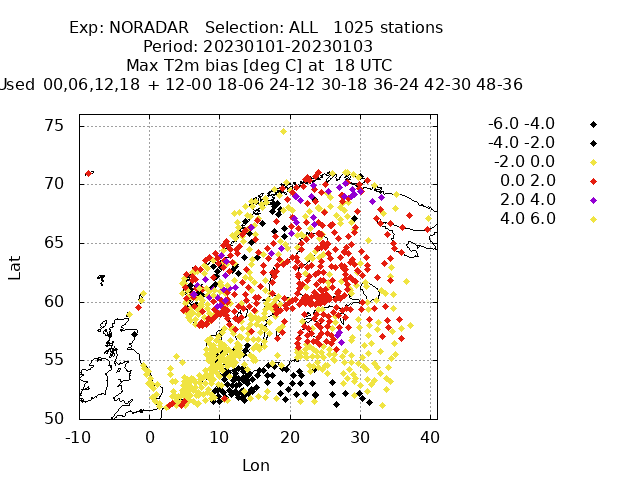 Exp: NORADAR   Selection: ALL   1025 stations
Period: 20230101-20230103
Max T2m bias [deg C] at  18 UTC
Used 00,06,12,18 + 12-00 18-06 24-12 30-18 36-24 42-30 48-36
-6.0 -4.0
-4.0 -2.0
-2.0 0.0
0.0 2.0
2.0 4.0
4.0 6.0
75
70
65
60
55
50
Lat
-10 0 10 20 30 40
Lon